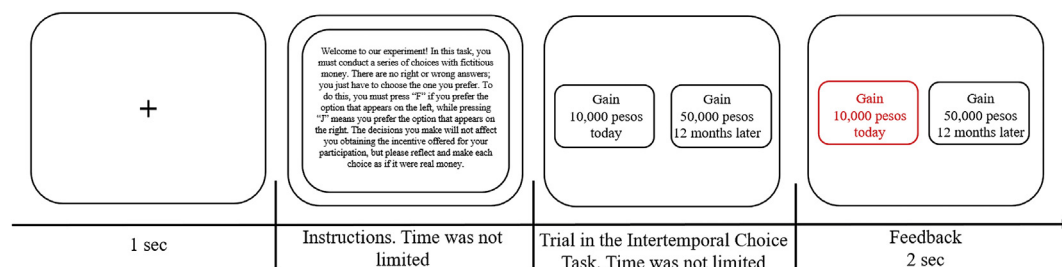 +
Welcome to our experiment! In this task, you
must conduct a series of choices with fictitious
money. There are no right or wrong answers;
you just have to choose the one you prefer. To
do this, you must press “F” if you prefer the
option that appears on the left, while pressing
“J” means you prefer the option that appears on
the right. The decisions you make will not affect
you obtaining the incentive offered for your
participation, but please reflect and make each
choice as if it were real money.
Gain
10,000 pesos
today
Gain
50,000 pesos
12 months later
Gain
10,000 pesos
today
Gain
50,000 pesos
12 months later
1 sec
Instructions. Time was not
limited
Trial in the Intertemporal Choice
Task. Time was not limited
Feedback
2 sec